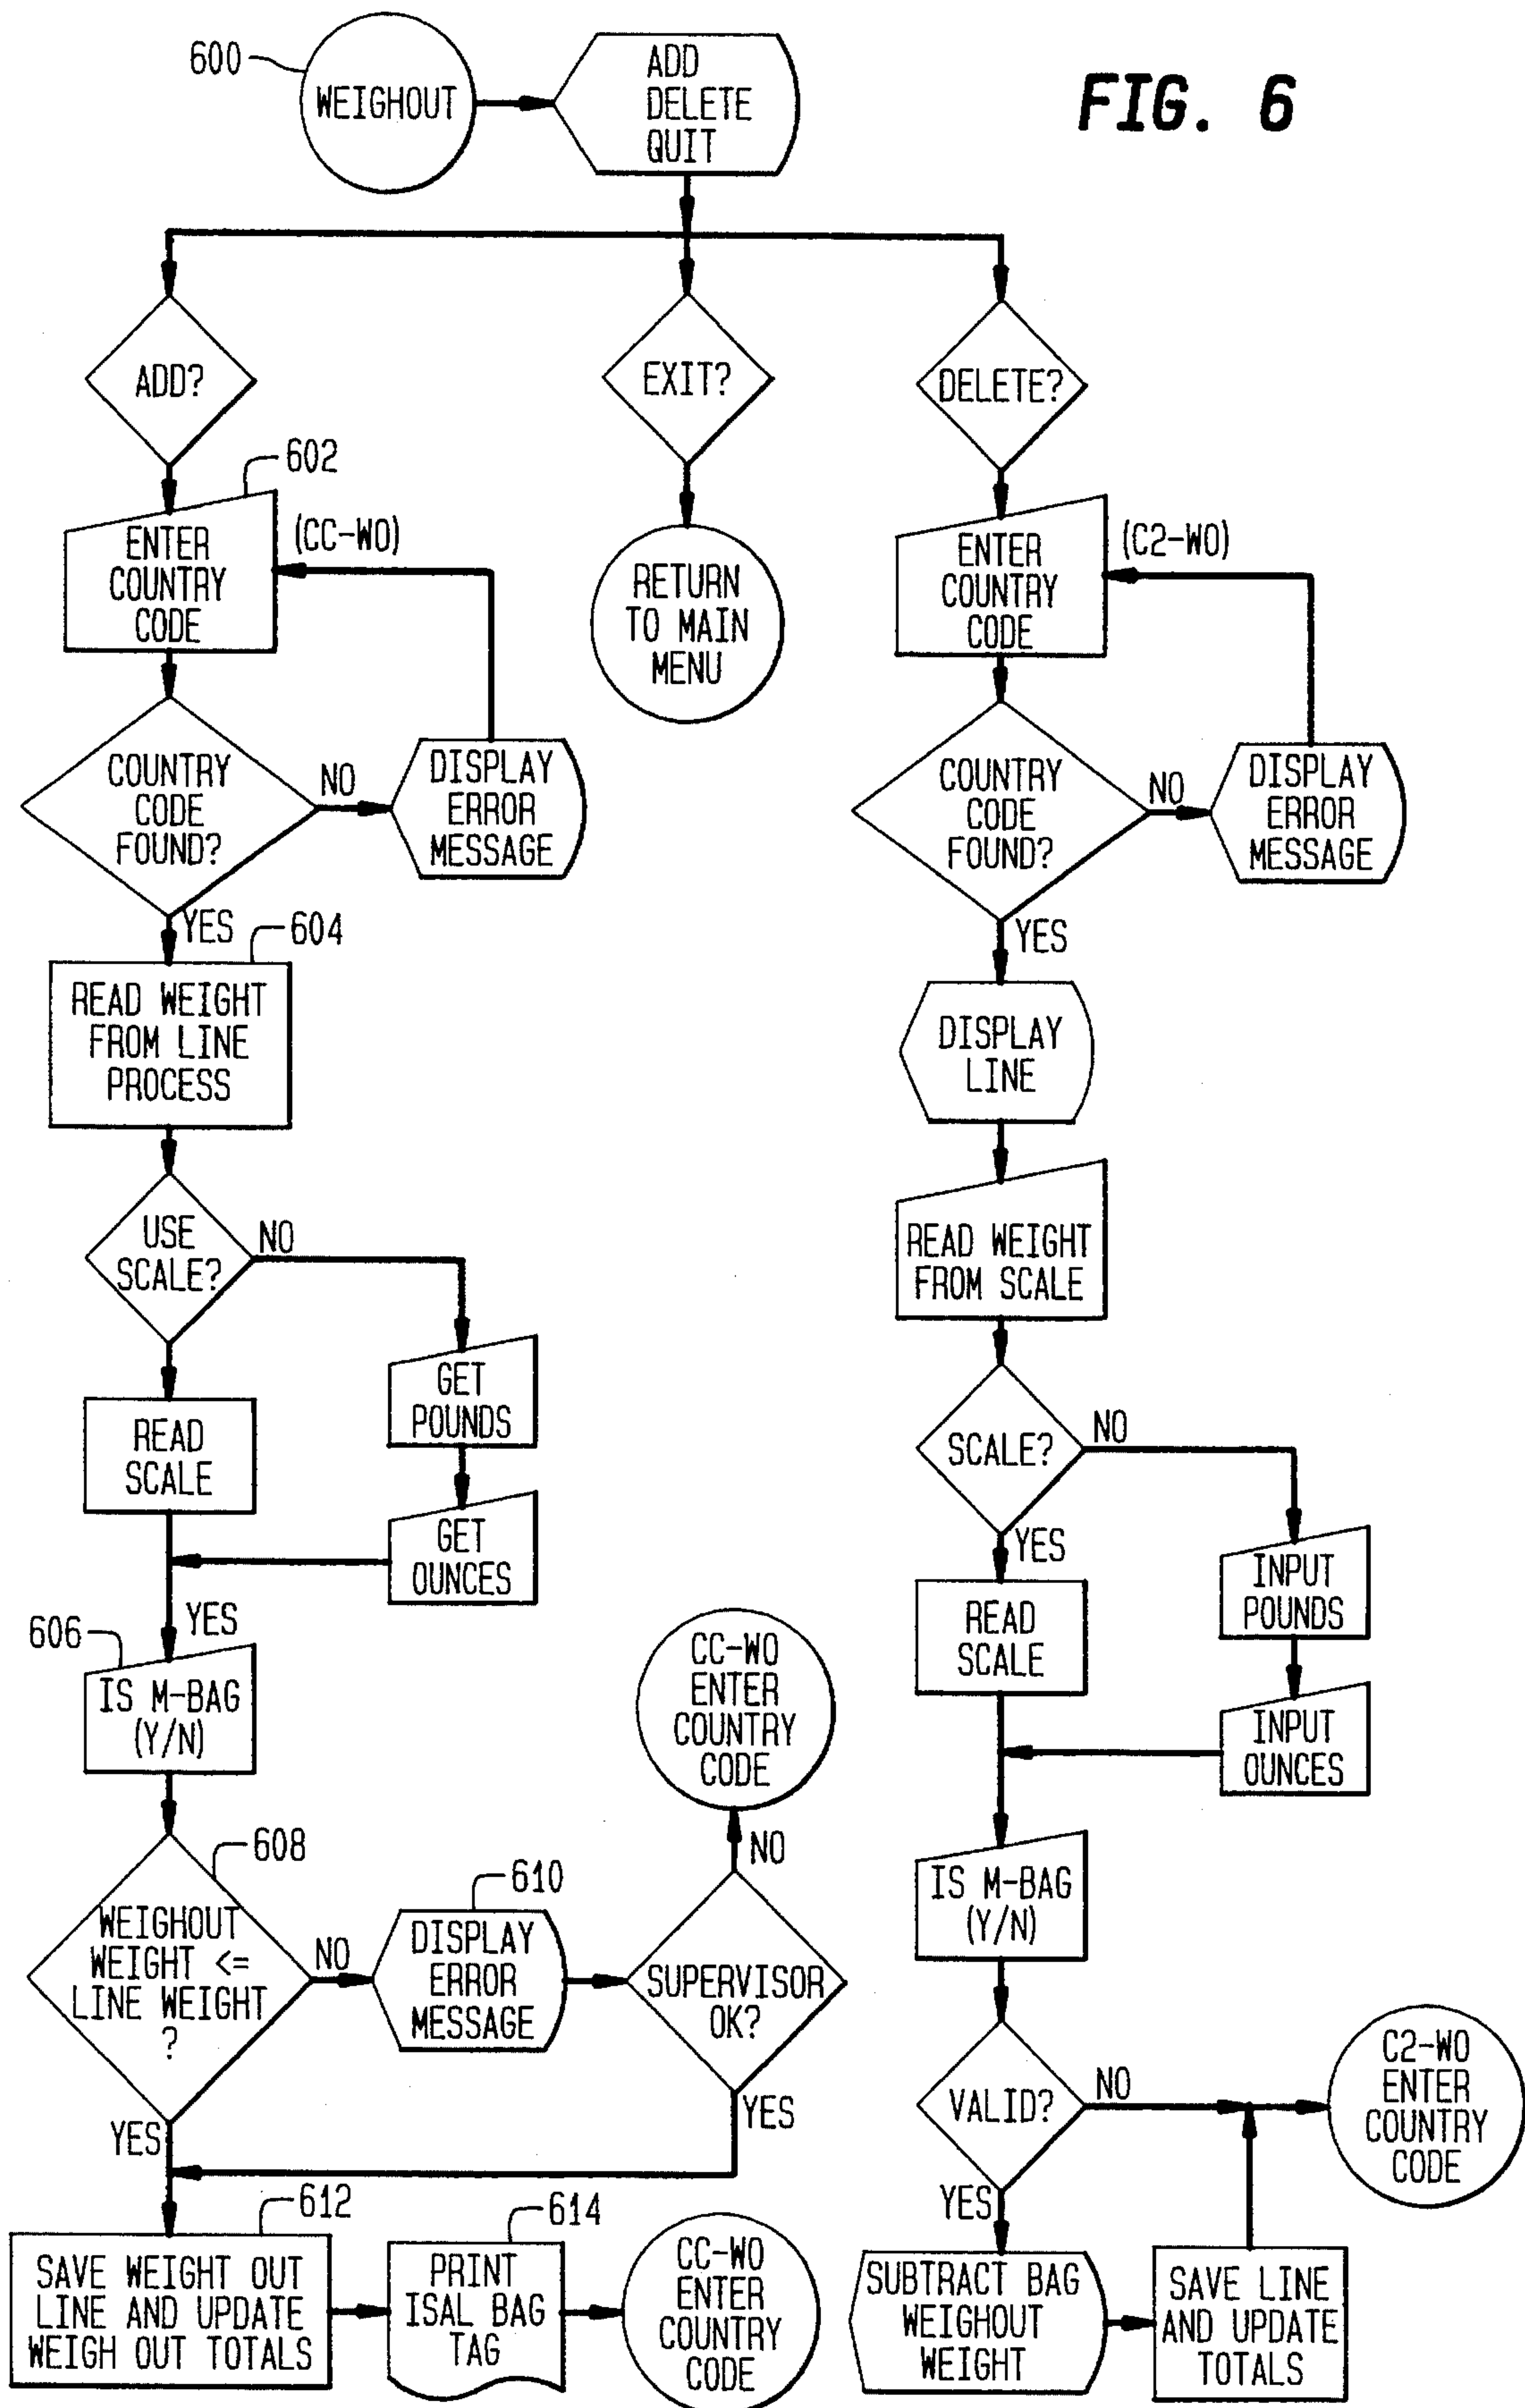 FIG. 6
600
WEIGHOUT
ADD
DELETE
QUIT
ADD?
EXIT?
DELETE?
602
ENTER
COUNTRY
CODE
(CC-WO)
RETURN
TO MAIN
MENU
ENTER
COUNTRY
CODE
(C2-WO)
COUNTRY
CODE
FOUND?
NO
DISPLAY
ERROR
MESSAGE
COUNTRY
CODE
FOUND?
NO
DISPLAY
ERROR
MESSAGE
YES
604
YES
READ WEIGHT
FROM LINE
PROCESS
DISPLAY
LINE
USE
SCALE?
NO
READ WEIGHT
FROM SCALE
GET
POUNDS
READ
SCALE
SCALE?
NO
GET
OUNCES
YES
INPUT
POUNDS
READ
SCALE
YES
606
IS M-BAG
(Y/N)
CC-WO
ENTER
COUNTRY
CODE
INPUT
OUNCES
608
NO
IS M-BAG
(Y/N)
WEIGHOUT
WEIGHT <=
LINE WEIGHT
?
NO
610
DISPLAY
ERROR
MESSAGE
SUPERVISOR
OK?
VALID?
NO
C2-WO
ENTER
COUNTRY
CODE
YES
YES
YES
612
SAVE WEIGHT OUT
LINE AND UPDATE
WEIGH OUT TOTALS
614
PRINT
ISAL BAG
TAG
CC-WO
ENTER
COUNTRY
CODE
SUBTRACT BAG
WEIGHOUT
WEIGHT
SAVE LINE
AND UPDATE
TOTALS